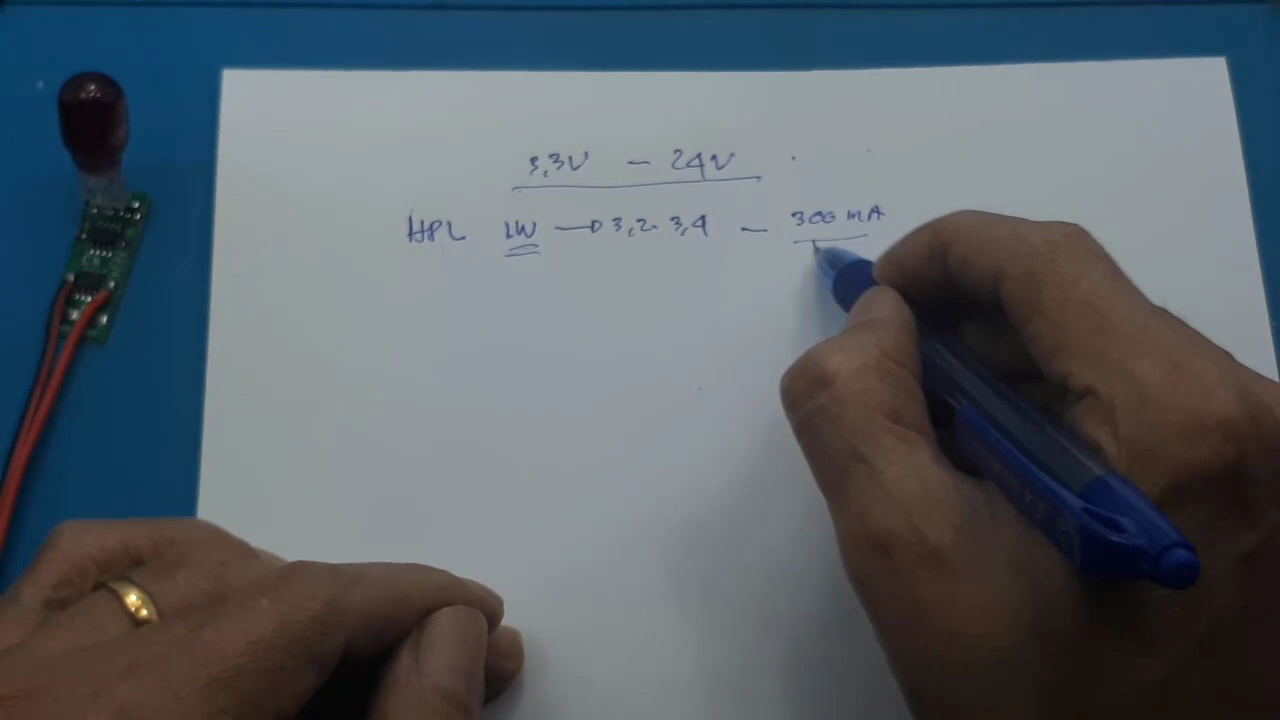 3,3V - 24V
HPL 1W → 3,2. 3,4 - 300 mA